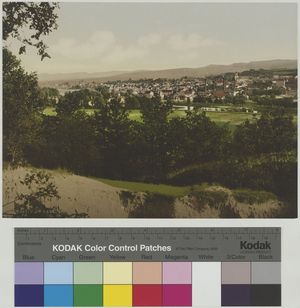 KODAK Color Control Patches
Kodak
Blue Cyan Green Yellow Red Magenta White 3/Color Black